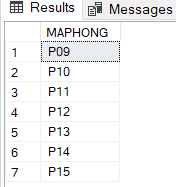 Results Messages
MAPHONG
1 P09
2 P10
3 P11
4 P12
5 P13
6 P14
7 P15